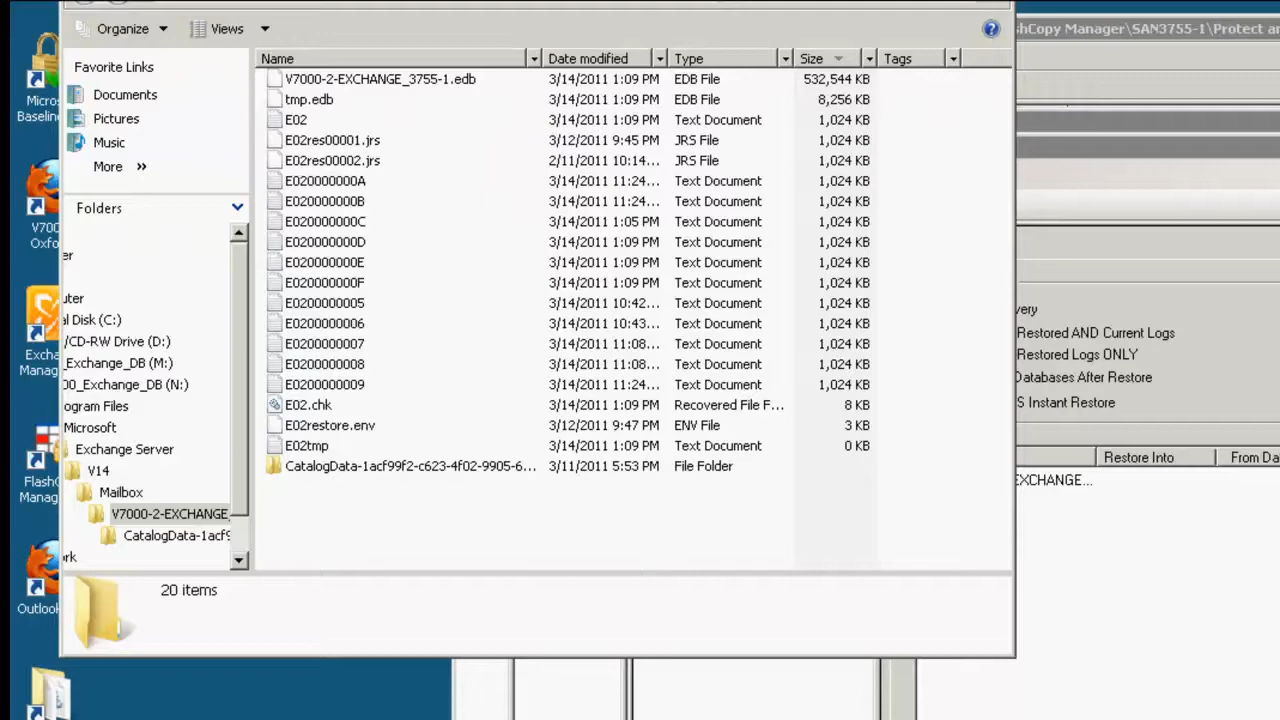 Organize Views
shCopy Manager\SAN3755-1\Protect an
Name Date modified Type Size Tags
Favorite Links
Documents
Pictures
Music
More »
Folders
er
uter
al Disk (C:)
/CD-RW Drive (D:)
_Exchange_DB (M:)
00_Exchange_DB (N:)
ogram Files
Microsoft
Exchange Server
V14
Mailbox
V7000-2-EXCHANGE_
CatalogData-1acf9
ork
V7000-2-EXCHANGE_3755-1.edb 3/14/2011 1:09 PM EDB File 532,544 KB
tmp.edb 3/14/2011 1:09 PM EDB File 8,256 KB
E02 3/14/2011 1:09 PM Text Document 1,024 KB
E02res00001.jrs 3/12/2011 9:45 PM JRS File 1,024 KB
E02res00002.jrs 2/11/2011 10:14... JRS File 1,024 KB
E020000000A 3/14/2011 11:24... Text Document 1,024 KB
E020000000B 3/14/2011 11:24... Text Document 1,024 KB
E020000000C 3/14/2011 1:05 PM Text Document 1,024 KB
E020000000D 3/14/2011 1:09 PM Text Document 1,024 KB
E020000000E 3/14/2011 1:09 PM Text Document 1,024 KB
E020000000F 3/14/2011 1:09 PM Text Document 1,024 KB
E0200000005 3/14/2011 10:42... Text Document 1,024 KB
E0200000006 3/14/2011 10:43... Text Document 1,024 KB
E0200000007 3/14/2011 11:08... Text Document 1,024 KB
E0200000008 3/14/2011 11:08... Text Document 1,024 KB
E0200000009 3/14/2011 11:24... Text Document 1,024 KB
E02.chk 3/14/2011 1:09 PM Recovered File F... 8 KB
E02restore.env 3/12/2011 9:47 PM ENV File 3 KB
E02tmp 3/14/2011 1:09 PM Text Document 0 KB
CatalogData-1acf99f2-c623-4f02-9905-6... 3/11/2011 5:53 PM File Folder
20 items
Micros
Baselin
V70
Oxfo
Excha
Manag
FlashC
Manag
Outlook
very
Restored AND Current Logs
Restored Logs ONLY
Databases After Restore
S Instant Restore
Restore Into From Da
EXCHANGE...